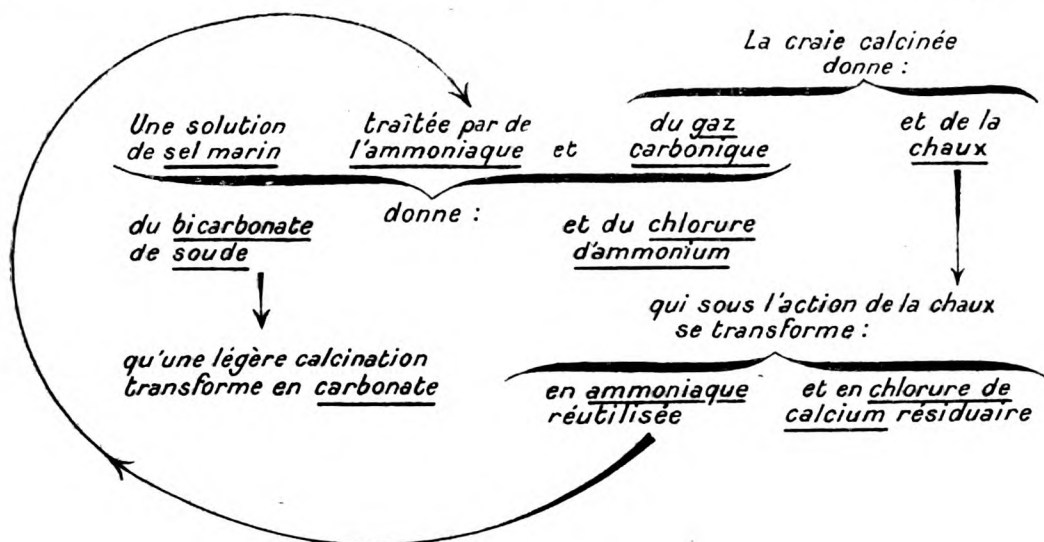 La craie calcinée
donne :
Une solution
de sel marin
traîtée par de
l'ammoniaque et
du gaz
carbonique
et de la
chaux
donne :
du bicarbonate
de soude
et du chlorure
d'ammonium
qui sous l'action de la chaux
se transforme :
qu'une légère calcination
transforme en carbonate
en ammoniaque
réutilisée
et en chlorure de
calcium résiduaire